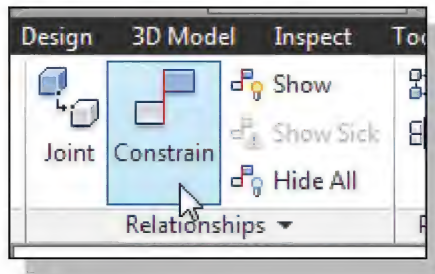 Design 3D Model Inspect
Show
Show Sick
Joint Constrain
Hide All
Relationships